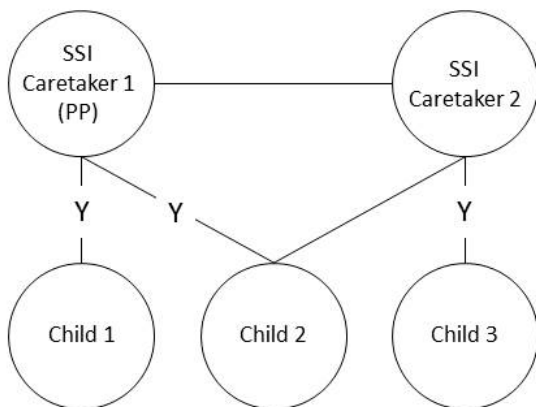 SSI
Caretaker 1
(PP)
SSI
Caretaker 2
Y
Y
Y
Child 1
Child 2
Child 3